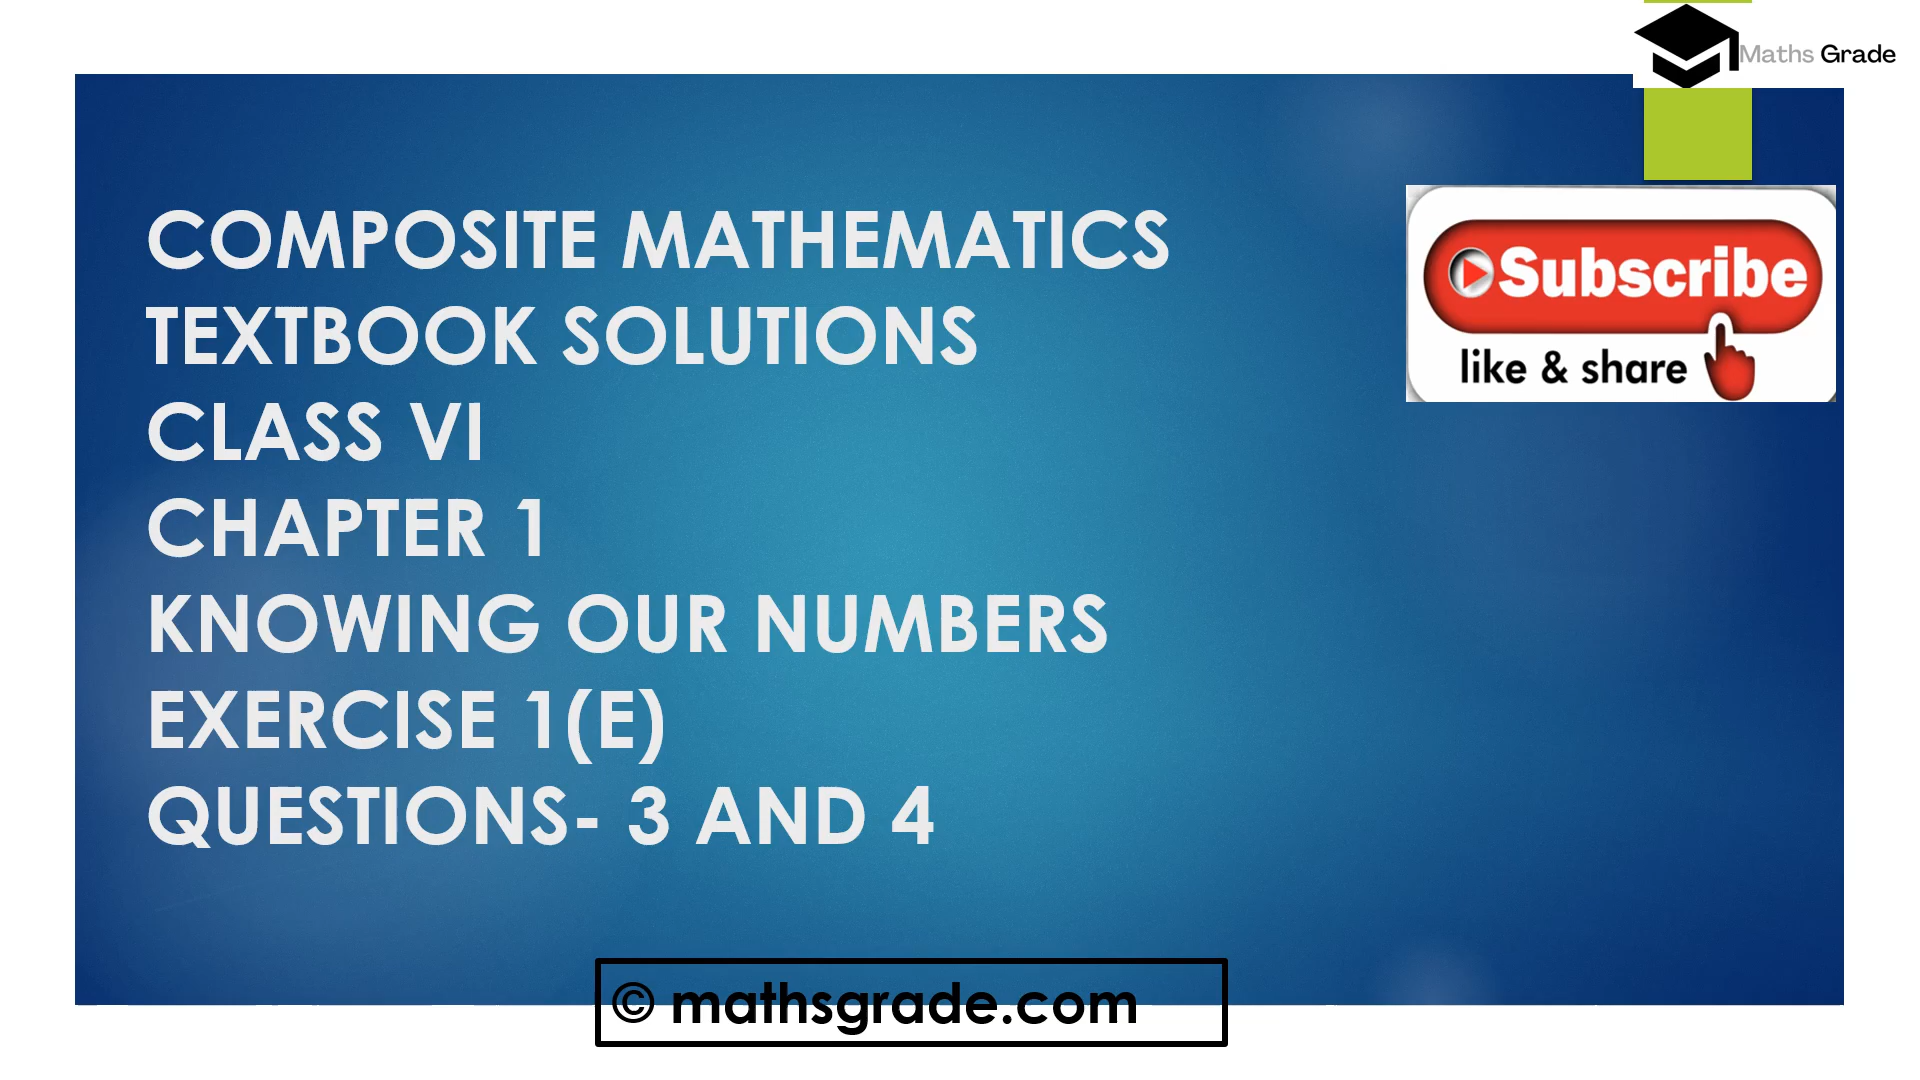 Maths Grade
COMPOSITE MATHEMATICS
TEXTBOOK SOLUTIONS
CLASS VI
CHAPTER 1
KNOWING OUR NUMBERS
EXERCISE 1(E)
QUESTIONS- 3 AND 4
Subscribe
like & share
© mathsgrade.com